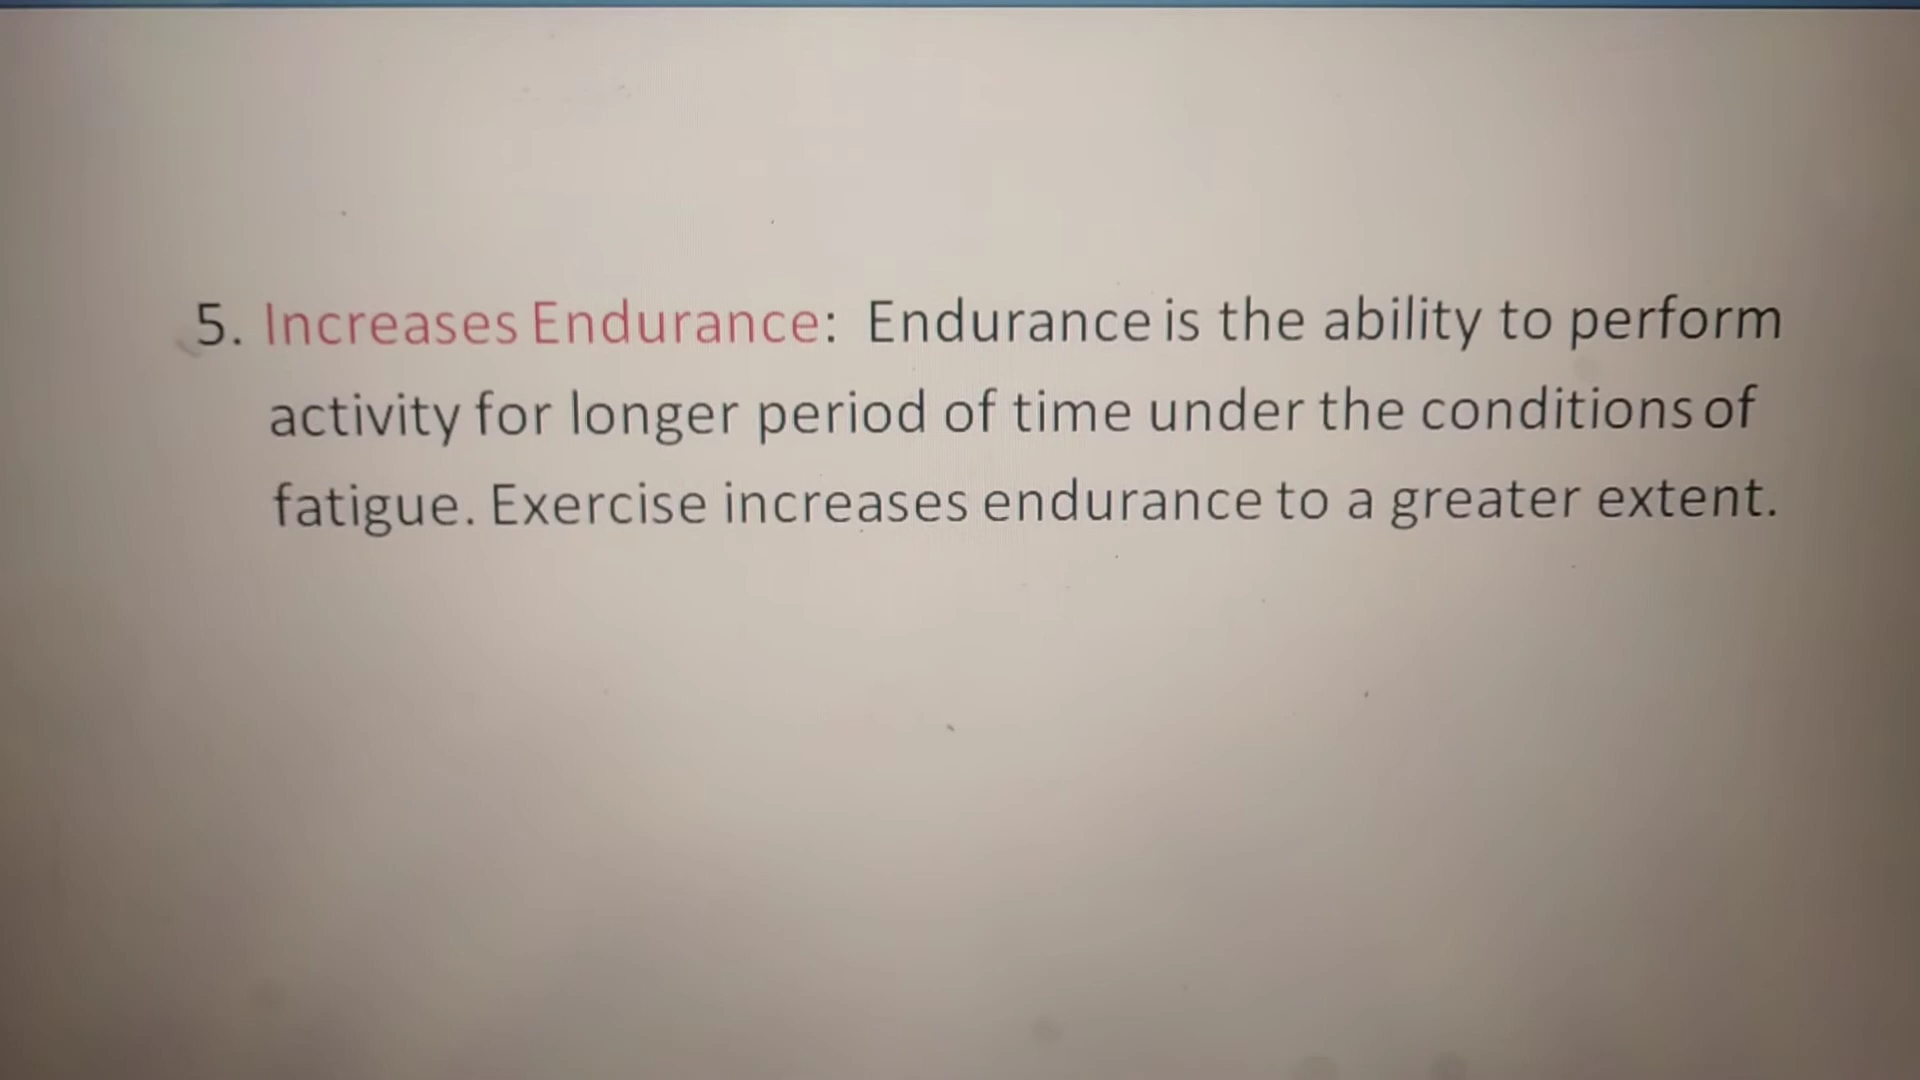 5. Increases Endurance: Endurance is the ability to perform
activity for longer period of time under the conditions of
fatigue. Exercise increases endurance to a greater extent.